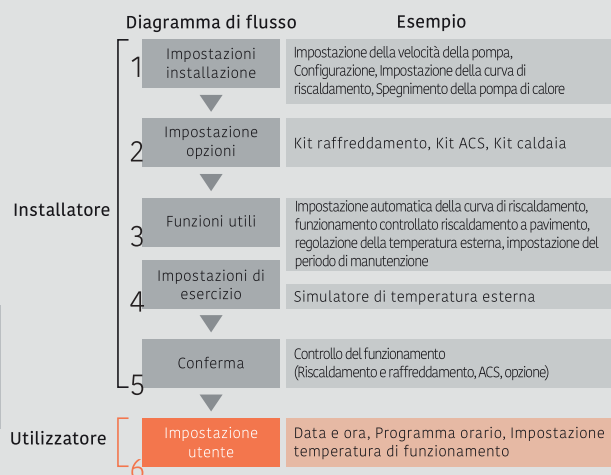 Diagramma di flusso
Esempio
Installatore
1
Impostazioni
installazione
Impostazione della velocità della pompa,
Configurazione, Impostazione della curva di
riscaldamento, Spegnimento della pompa di calore
2
Impostazione
opzioni
Kit raffreddamento, Kit ACS, Kit caldaia
3
Funzioni utili
Impostazione automatica della curva di riscaldamento,
funzionamento controllato riscaldamento a pavimento,
regolazione della temperatura esterna, impostazione del
periodo di manutenzione
4
Impostazioni di
esercizio
Simulatore di temperatura esterna
5
Conferma
Controllo del funzionamento
(Riscaldamento e raffreddamento, ACS, opzione)
Utilizzatore
6
Impostazione
utente
Data e ora, Programma orario, Impostazione
temperatura di funzionamento